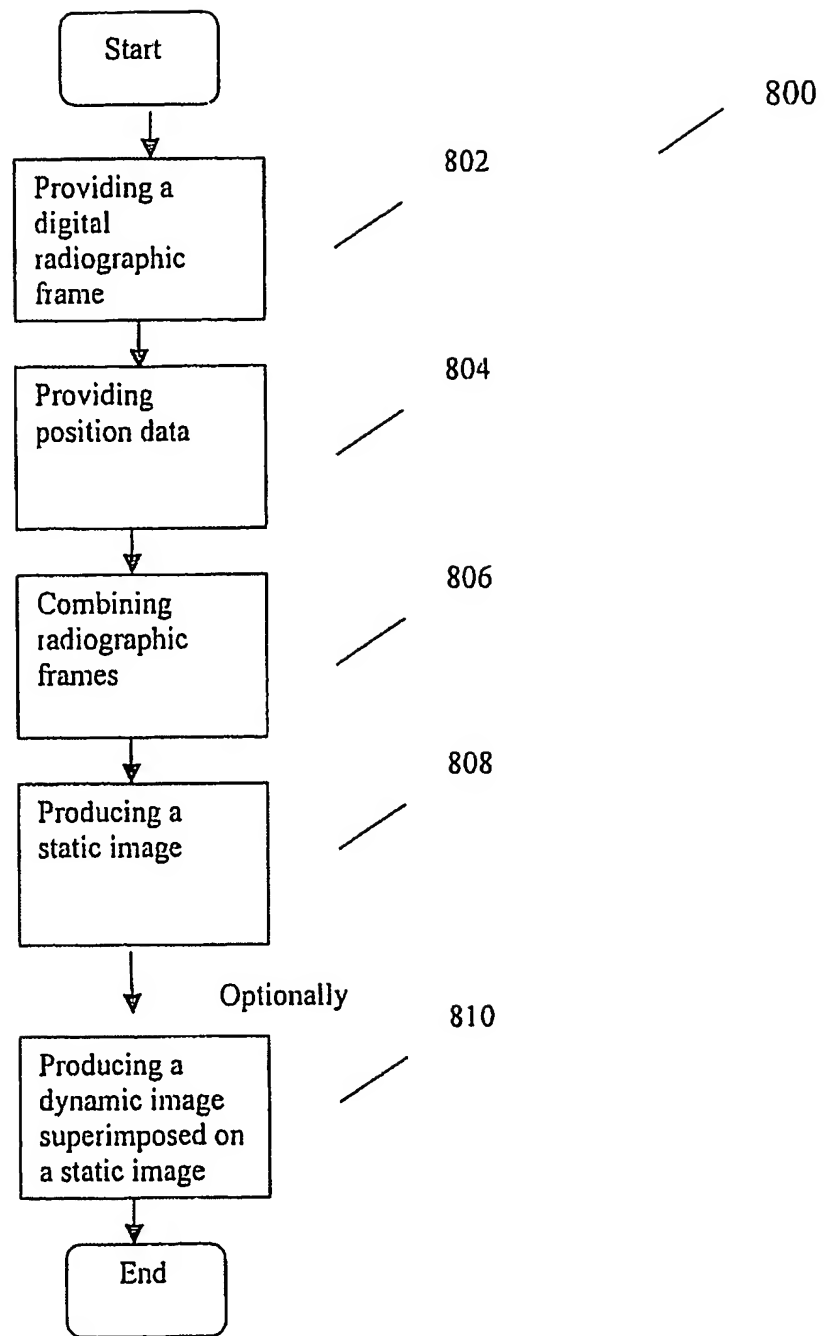 Start
800
802
Providing a
digital
radiographic
frame
804
Providing
position data
806
Combining
radiographic
frames
808
Producing a
static image
Optionally
810
Producing a
dynamic image
superimposed on
a static image
End